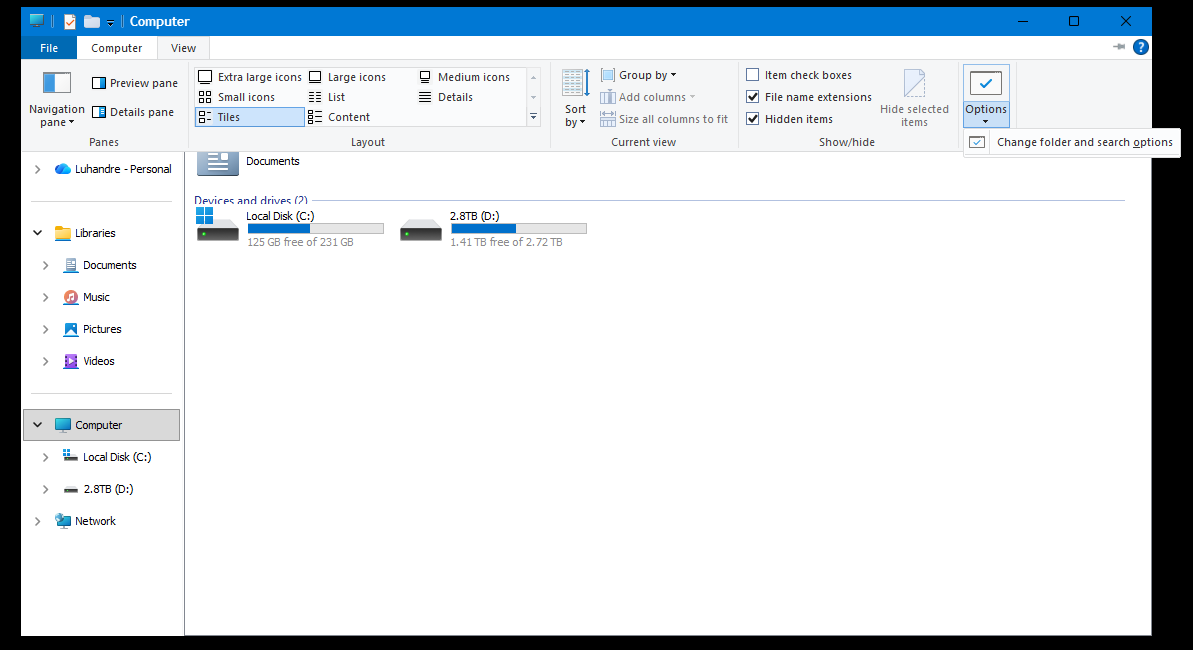 Computer
File
Computer
View
?
Navigation
pane
Preview pane
Details pane
Panes
Extra large icons
Large icons
Medium icons
Small icons
List
Details
Tiles
Content
Layout
Sort
by
Group by
Add columns
Size all columns to fit
Current view
Item check boxes
File name extensions
Hidden items
Hide selected
items
Show/hide
Options
Change folder and search options
Luhandre - Personal
Libraries
Documents
Music
Pictures
Videos
Computer
Local Disk (C:)
2.8TB (D:)
Network
Documents
Devices and drives (2)
Local Disk (C:)
125 GB free of 231 GB
2.8TB (D:)
1.41 TB free of 2.72 TB